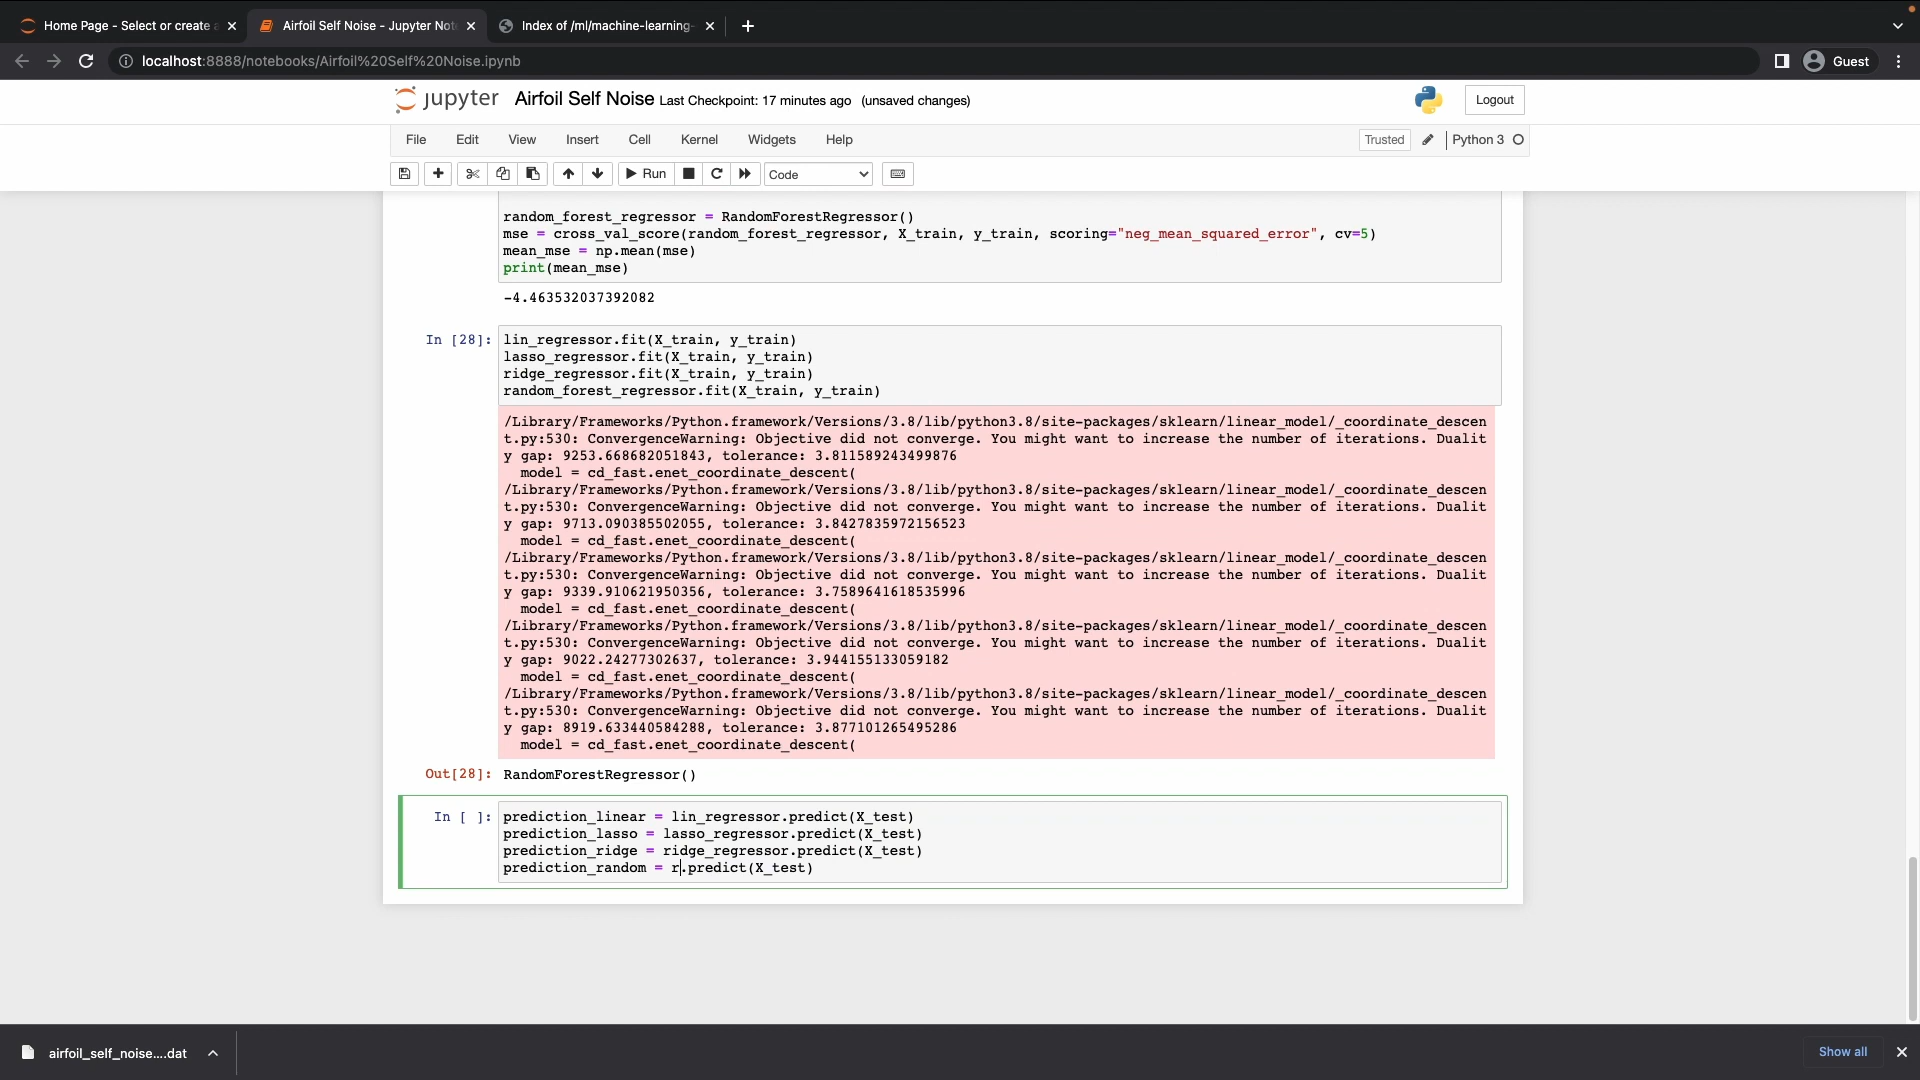 Home Page - Select or create a
Airfoil Self Noise - Jupyter Note
Index of /ml/machine-learning-
localhost:8888/notebooks/Airfoil%20Self%20Noise.ipynb
Guest
jupyter
Airfoil Self Noise Last Checkpoint: 17 minutes ago (unsaved changes)
Logout
File Edit View Insert Cell Kernel Widgets Help
Trusted
Python 3
Run
Code
random_forest_regressor = RandomForestRegressor()
mse = cross_val_score(random_forest_regressor, X_train, y_train, scoring="neg_mean_squared_error", cv=5)
mean_mse = np.mean(mse)
print(mean_mse)
-4.463532037392082
In [28]: lin_regressor.fit(X_train, y_train)
lasso_regressor.fit(X_train, y_train)
ridge_regressor.fit(X_train, y_train)
random_forest_regressor.fit(X_train, y_train)
/Library/Frameworks/Python.framework/Versions/3.8/lib/python3.8/site-packages/sklearn/linear_model/_coordinate_descen
t.py:530: ConvergenceWarning: Objective did not converge. You might want to increase the number of iterations. Dualit
y gap: 9253.668682051843, tolerance: 3.811589243499876
model = cd_fast.enet_coordinate_descent(
/Library/Frameworks/Python.framework/Versions/3.8/lib/python3.8/site-packages/sklearn/linear_model/_coordinate_descen
t.py:530: ConvergenceWarning: Objective did not converge. You might want to increase the number of iterations. Dualit
y gap: 9713.090385502055, tolerance: 3.8427835972156523
model = cd_fast.enet_coordinate_descent(
/Library/Frameworks/Python.framework/Versions/3.8/lib/python3.8/site-packages/sklearn/linear_model/_coordinate_descen
t.py:530: ConvergenceWarning: Objective did not converge. You might want to increase the number of iterations. Dualit
y gap: 9339.910621950356, tolerance: 3.7589641618535996
model = cd_fast.enet_coordinate_descent(
/Library/Frameworks/Python.framework/Versions/3.8/lib/python3.8/site-packages/sklearn/linear_model/_coordinate_descen
t.py:530: ConvergenceWarning: Objective did not converge. You might want to increase the number of iterations. Dualit
y gap: 9022.24277302637, tolerance: 3.944155133059182
model = cd_fast.enet_coordinate_descent(
/Library/Frameworks/Python.framework/Versions/3.8/lib/python3.8/site-packages/sklearn/linear_model/_coordinate_descen
t.py:530: ConvergenceWarning: Objective did not converge. You might want to increase the number of iterations. Dualit
y gap: 8919.633440584288, tolerance: 3.877101265495286
model = cd_fast.enet_coordinate_descent(
Out[28]: RandomForestRegressor()
In [ ]: prediction_linear = lin_regressor.predict(X_test)
prediction_lasso = lasso_regressor.predict(X_test)
prediction_ridge = ridge_regressor.predict(X_test)
prediction_random = r.predict(X_test)
airfoil_self_noise....dat
Show all